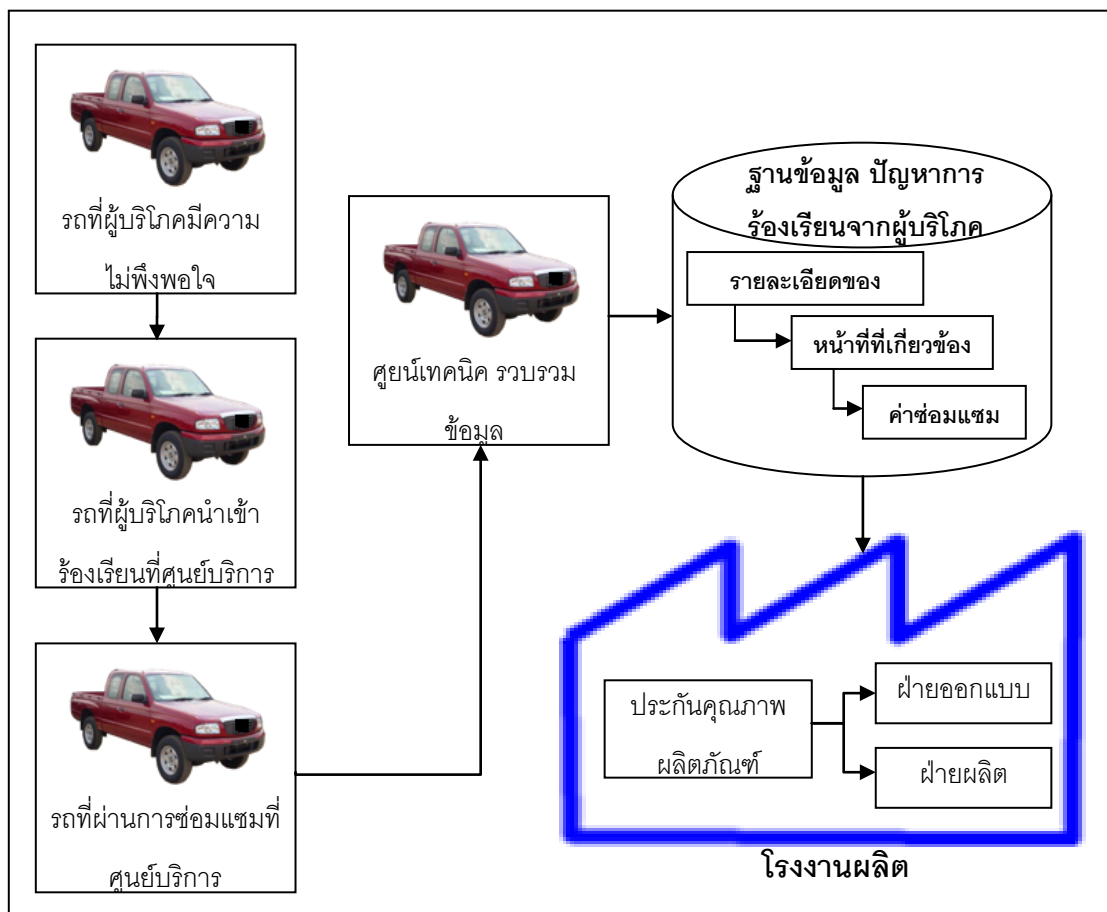 รถที่ผู้บริโภคมีความ
ไม่พึงพอใจ
รถที่ผู้บริโภคนำเข้า
ร้องเรียนที่ศูนย์บริการ
รถที่ผ่านการซ่อมแซมที่
ศูนย์บริการ
ศูยน์เทคนิค รวบรวม
ข้อมูล
ฐานข้อมูล ปัญหาการ
ร้องเรียนจากผู้บริโภค
รายละเอียดของ
หน้าที่ที่เกี่ยวข้อง
ค่าซ่อมแซม
ประกันคุณภาพ
ผลิตภัณฑ์
ฝ่ายออกแบบ
ฝ่ายผลิต
โรงงานผลิต